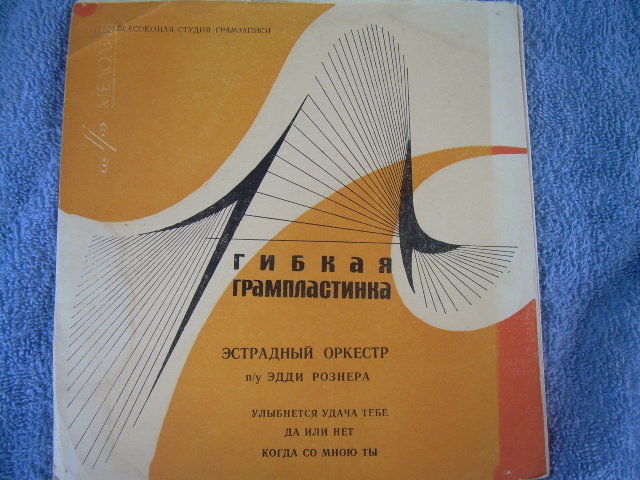 ВСЕСОЮЗНАЯ СТУДИЯ ГРАМЗАПИСИ
МЕЛОДИЯ
ГИБКАЯ
ГРАМПЛАСТИНКА
ЭСТРАДНЫЙ ОРКЕСТР
п/у ЭДДИ РОЗНЕРА
УЛЫБНЕТСЯ УДАЧА ТЕБЕ
ДА ИЛИ НЕТ
КОГДА СО МНОЮ ТЫ